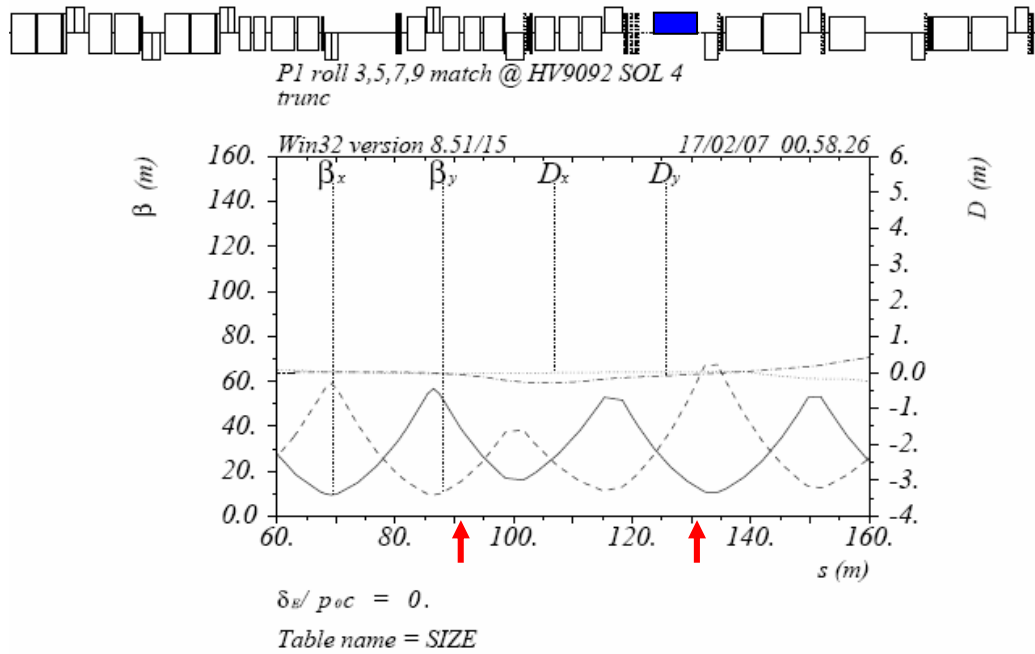 P1 roll 3,5,7,9 match @ HV9092 SOL 4
trunc
Win32 version 8.51/15 17/02/07 00.58.26
βx βy Dx Dy
β (m)
160.
140.
120.
100.
80.
60.
40.
20.
0.0
D (m)
6.
5.
4.
3.
2.
1.
0.0
-1.
-2.
-3.
-4.
60. 80. 100. 120. 140. 160.
s (m)
δE/ p0c = 0.
Table name = SIZE